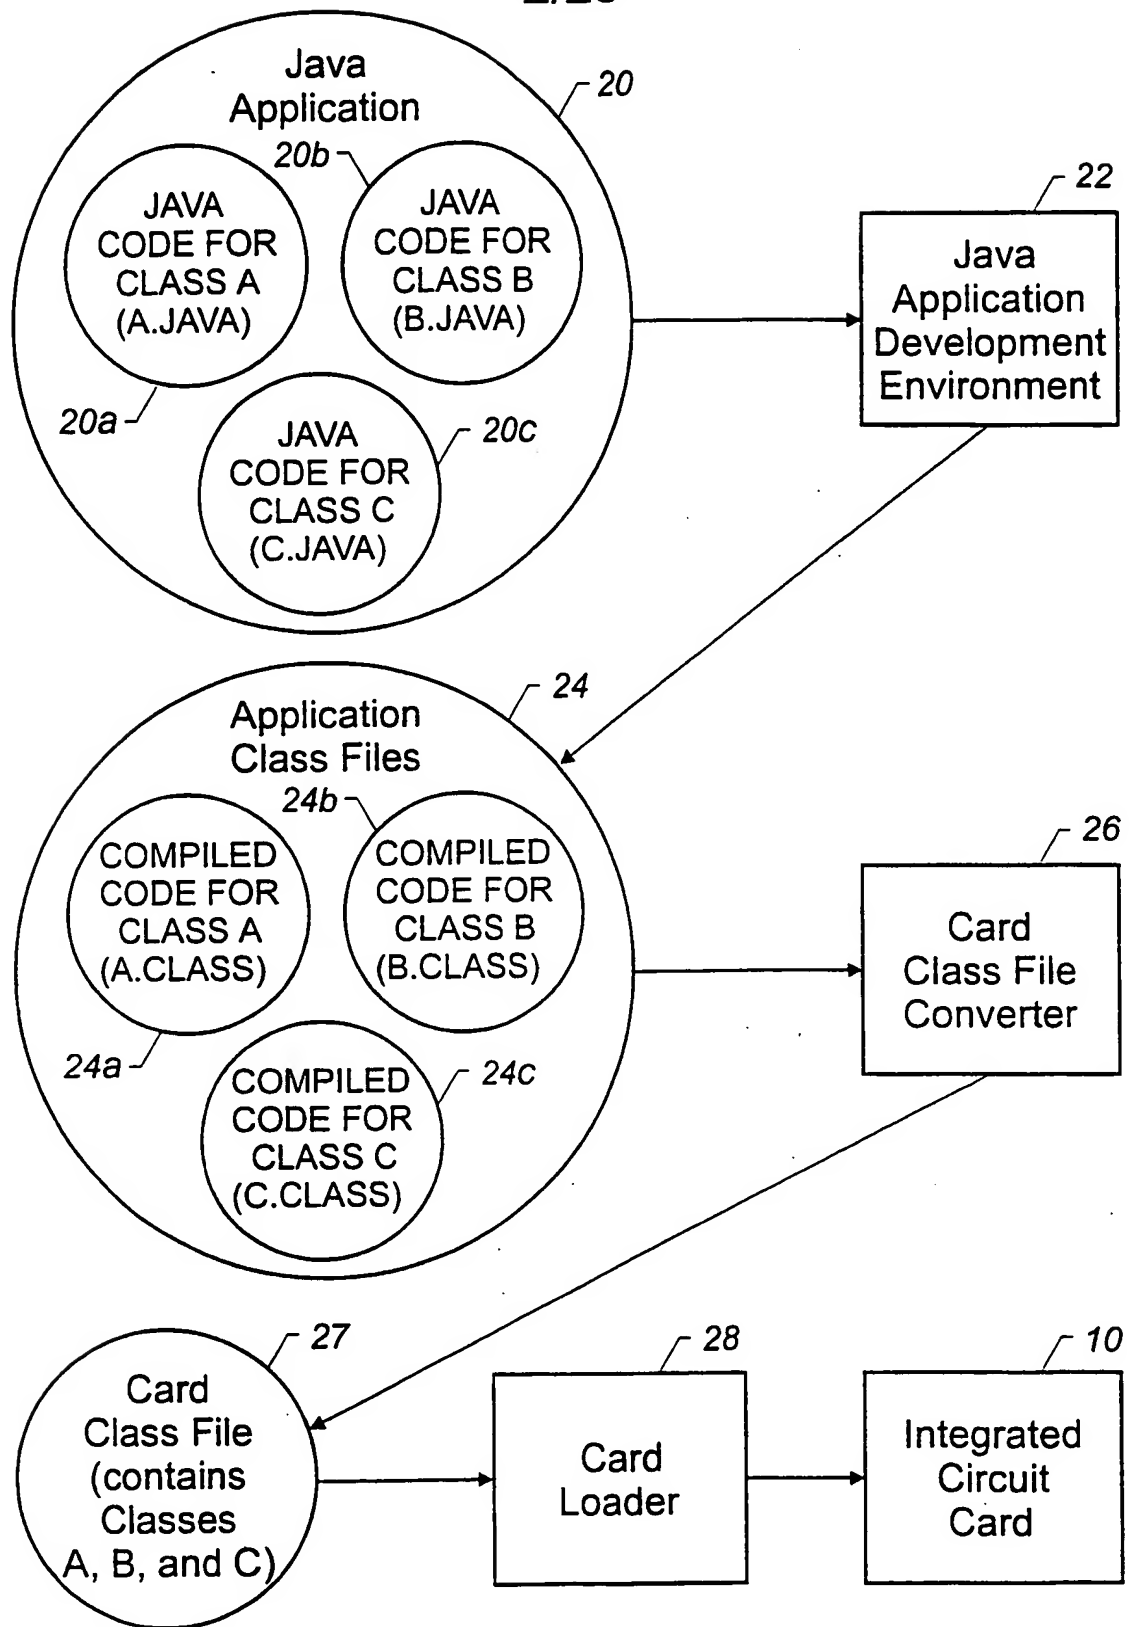 Java
Application
20
20b
JAVA
CODE FOR
CLASS A
(A.JAVA)
JAVA
CODE FOR
CLASS B
(B.JAVA)
20a
JAVA
CODE FOR
CLASS C
(C.JAVA)
20c
22
Java
Application
Development
Environment
Application
Class Files
24
24b
COMPILED
CODE FOR
CLASS A
(A.CLASS)
COMPILED
CODE FOR
CLASS B
(B.CLASS)
24a
COMPILED
CODE FOR
CLASS C
(C.CLASS)
24c
26
Card
Class File
Converter
27
Card
Class File
(contains
Classes
A, B, and C)
28
Card
Loader
10
Integrated
Circuit
Card